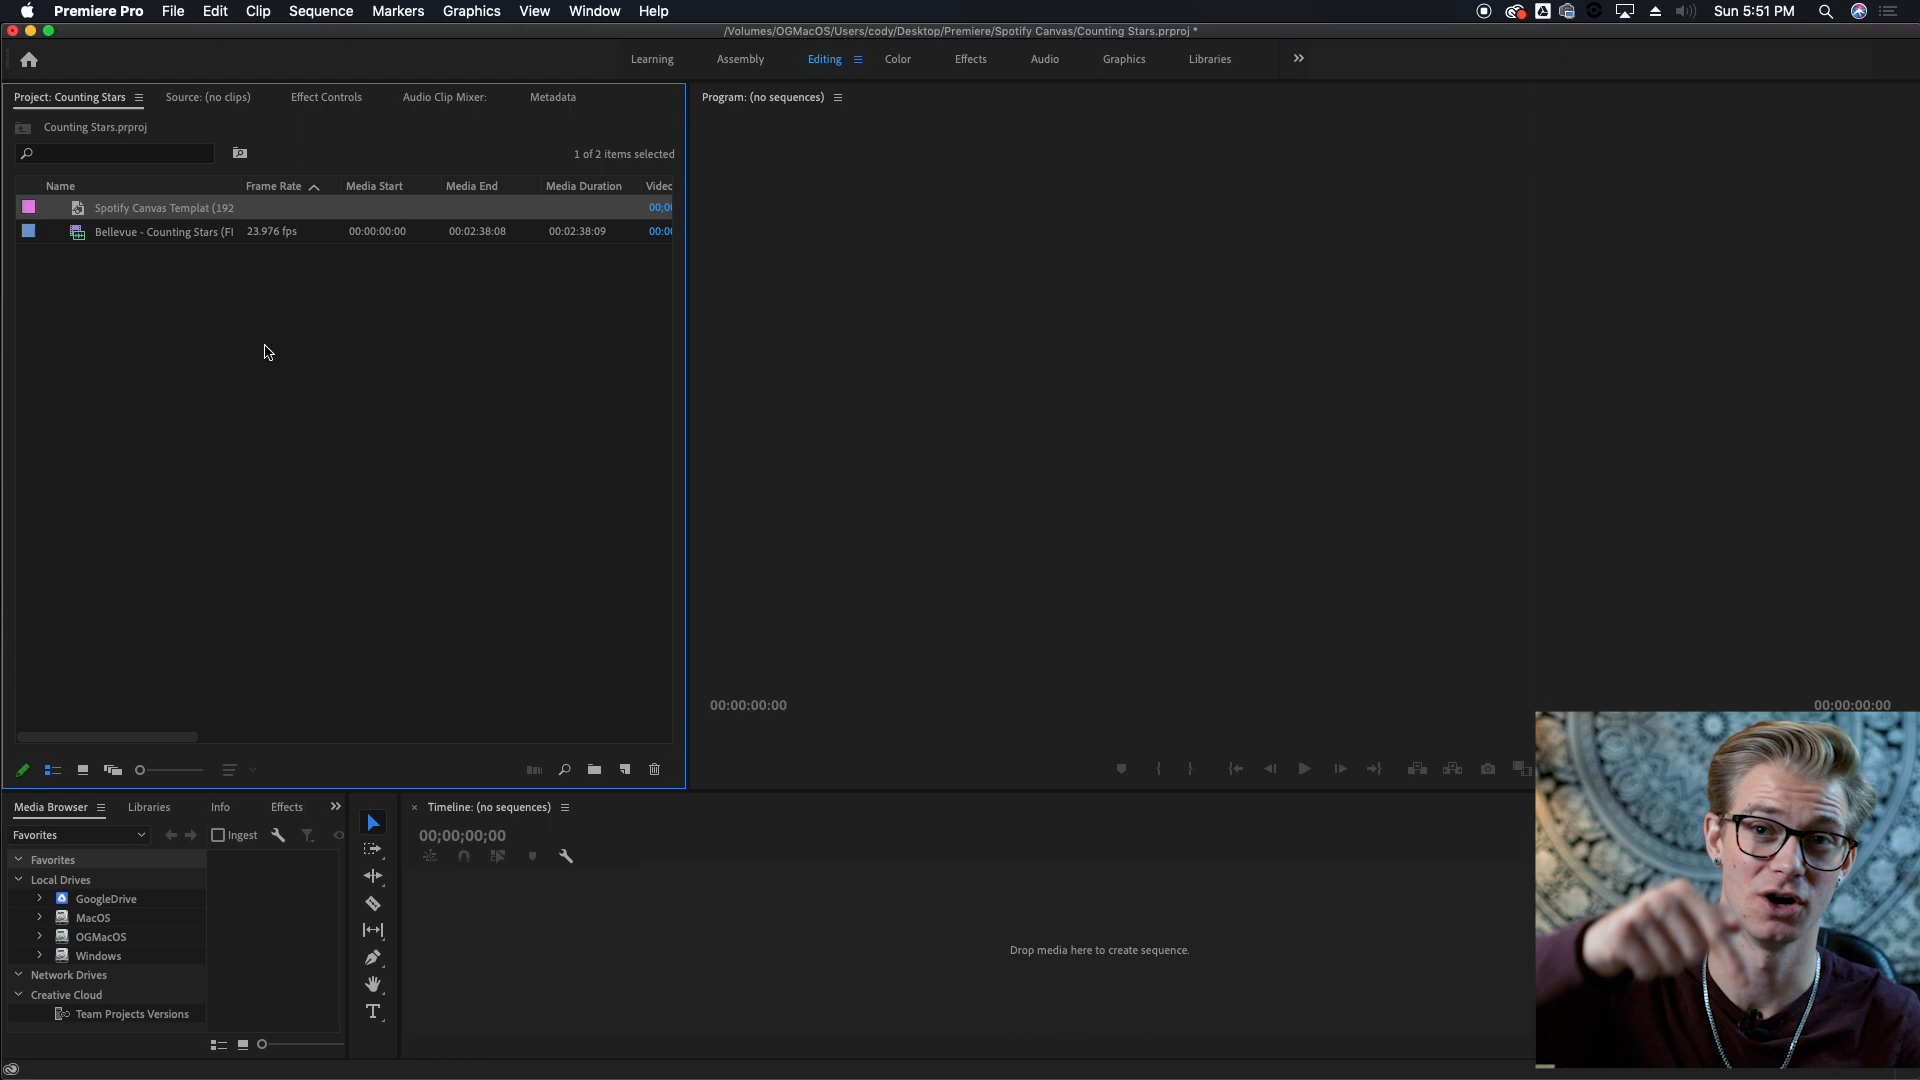 Premiere Pro File Edit Clip Sequence Markers Graphics View Window Help Sun 5:51 PM
/Volumes/OGMacOS/Users/cody/Desktop/Premiere/Spotify Canvas/Counting Stars.prproj *
Learning Assembly Editing Color Effects Audio Graphics Libraries
Project: Counting Stars Source: (no clips) Effect Controls Audio Clip Mixer: Metadata Program: (no sequences)
Counting Stars.prproj
1 of 2 items selected
Name Frame Rate Media Start Media End Media Duration Video
Spotify Canvas Templat (192 00;0
Bellevue - Counting Stars (FI 23.976 fps 00:00:00:00 00:02:38:08 00:02:38:09 00:0
00:00:00:00 00:00:00:00
Media Browser Libraries Info Effects Timeline: (no sequences)
Favorites Ingest 00;00;00;00
Favorites
Local Drives
GoogleDrive
MacOS
OGMacOS
Windows
Network Drives
Creative Cloud
Team Projects Versions
Drop media here to create sequence.